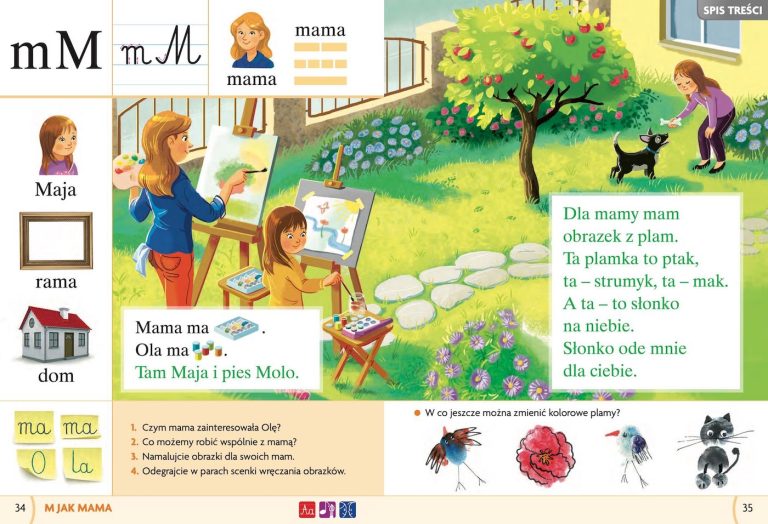 SPIS TREŚCI
mM
m M
mama
mama
Maja
rama
dom
Mama ma .
Ola ma .
Tam Maja i pies Molo.
Dla mamy mam
obrazek z plam.
Ta plamka to ptak,
ta – strumyk, ta – mak.
A ta – to słonko
na niebie.
Słonko ode mnie
dla ciebie.
ma ma
O la
1. Czym mama zainteresowała Olę?
2. Co możemy robić wspólnie z mamą?
3. Namalujcie obrazki dla swoich mam.
4. Odegrajcie w parach scenki wręczania obrazków.
W co jeszcze można zmienić kolorowe plamy?
34 M JAK MAMA
Aa
35